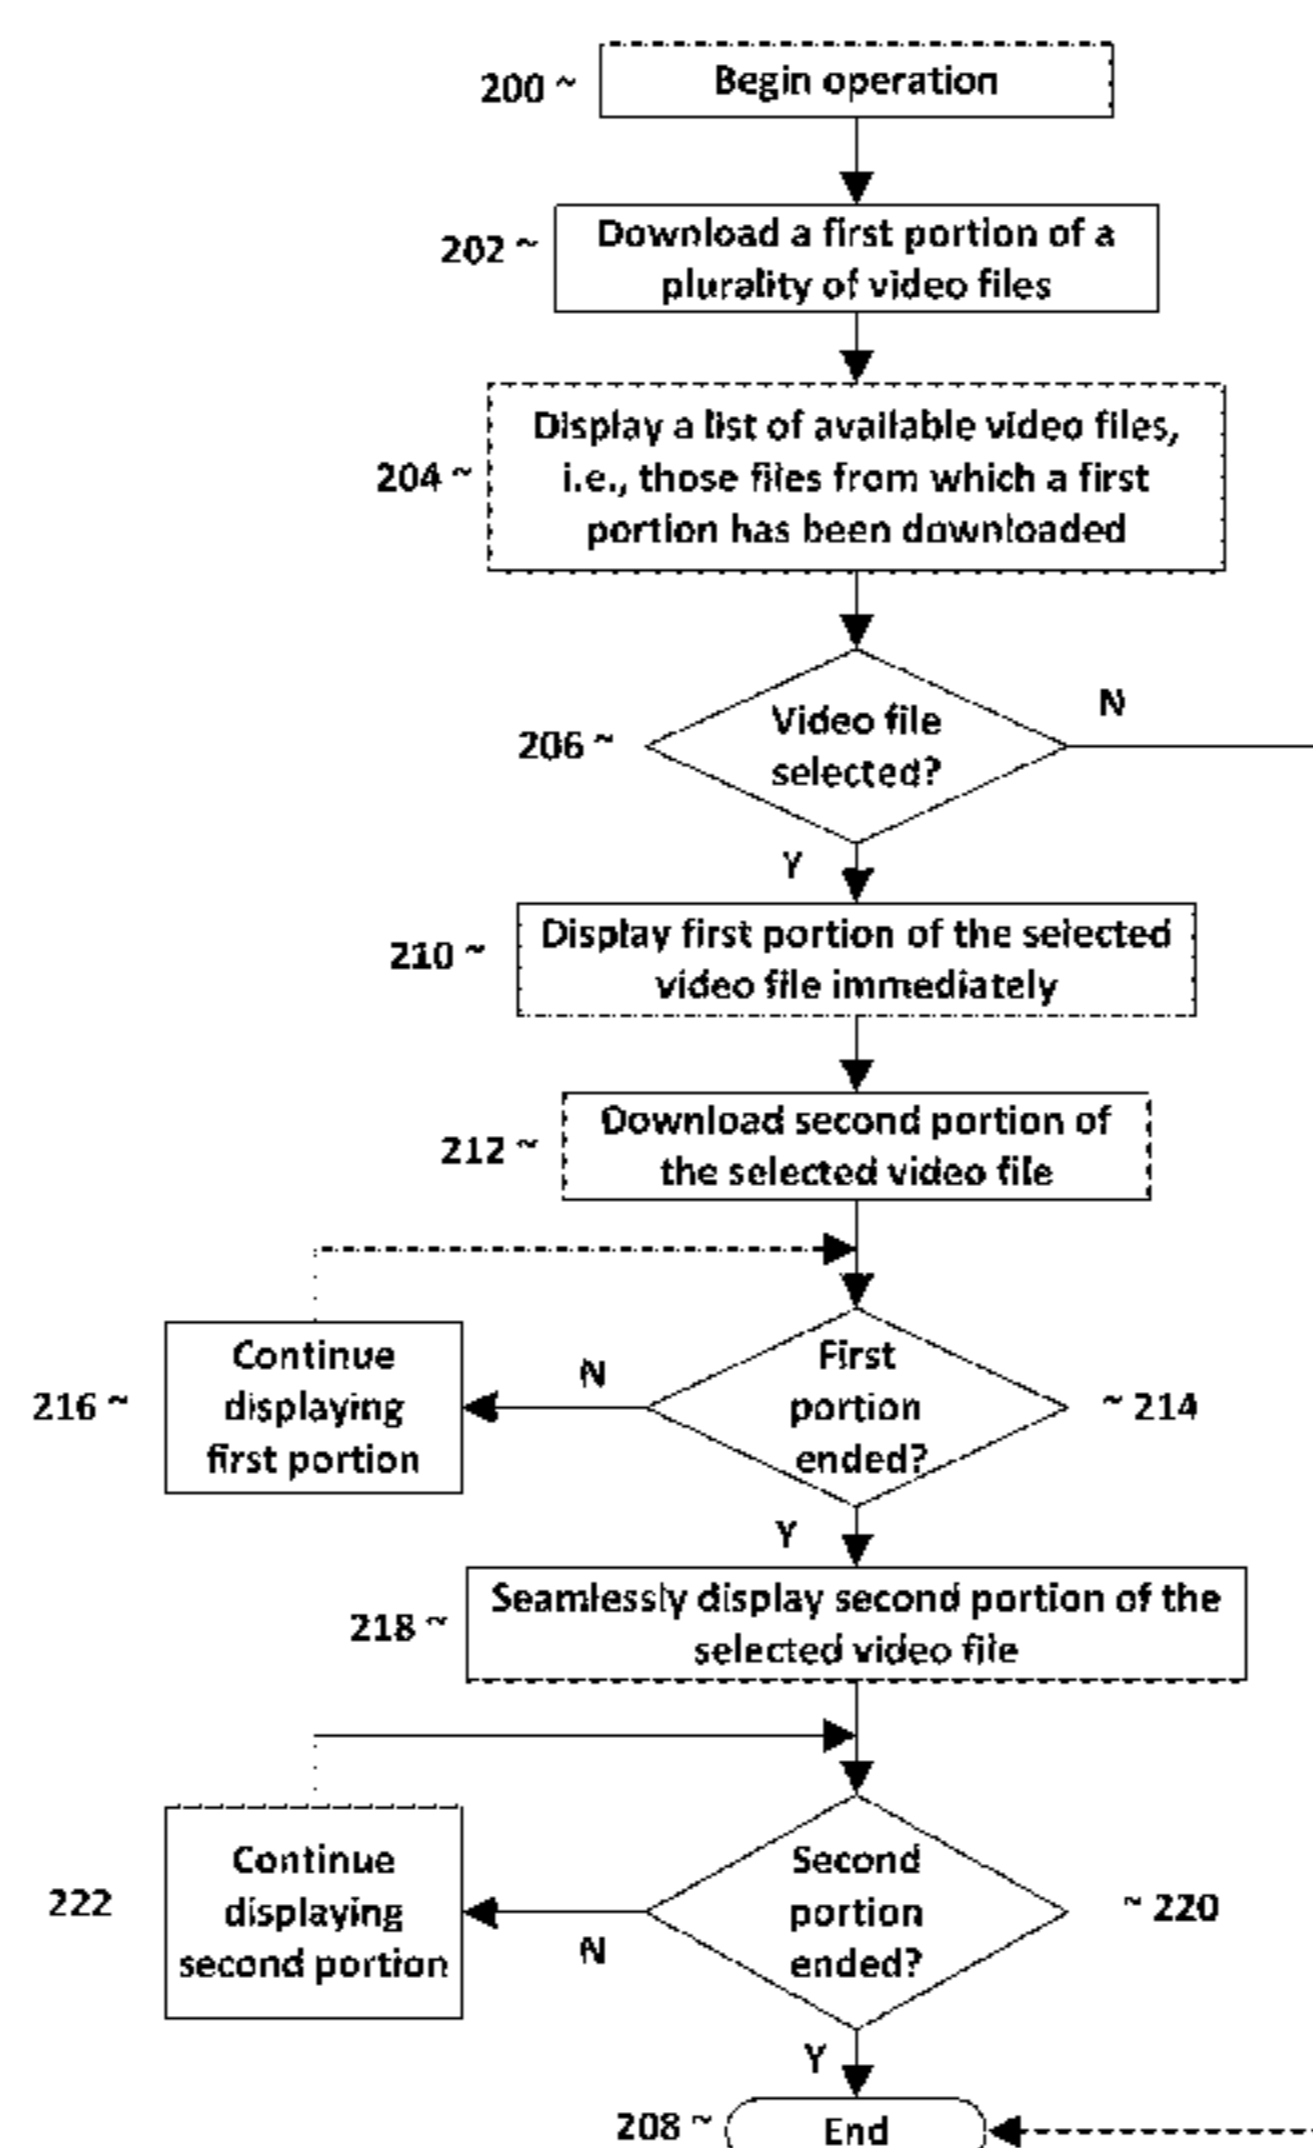 200 ~
Begin operation
202 ~
Download a first portion of a
plurality of video files
204 ~
Display a list of available video files,
i.e., those files from which a first
portion has been downloaded
206 ~
Video file
selected?
N
Y
210 ~
Display first portion of the selected
video file immediately
212 ~
Download second portion of
the selected video file
216 ~
Continue
displaying
first portion
N
First
portion
ended?
~ 214
Y
218 ~
Seamlessly display second portion of the
selected video file
222
Continue
displaying
second portion
N
Second
portion
ended?
~ 220
Y
208 ~
End